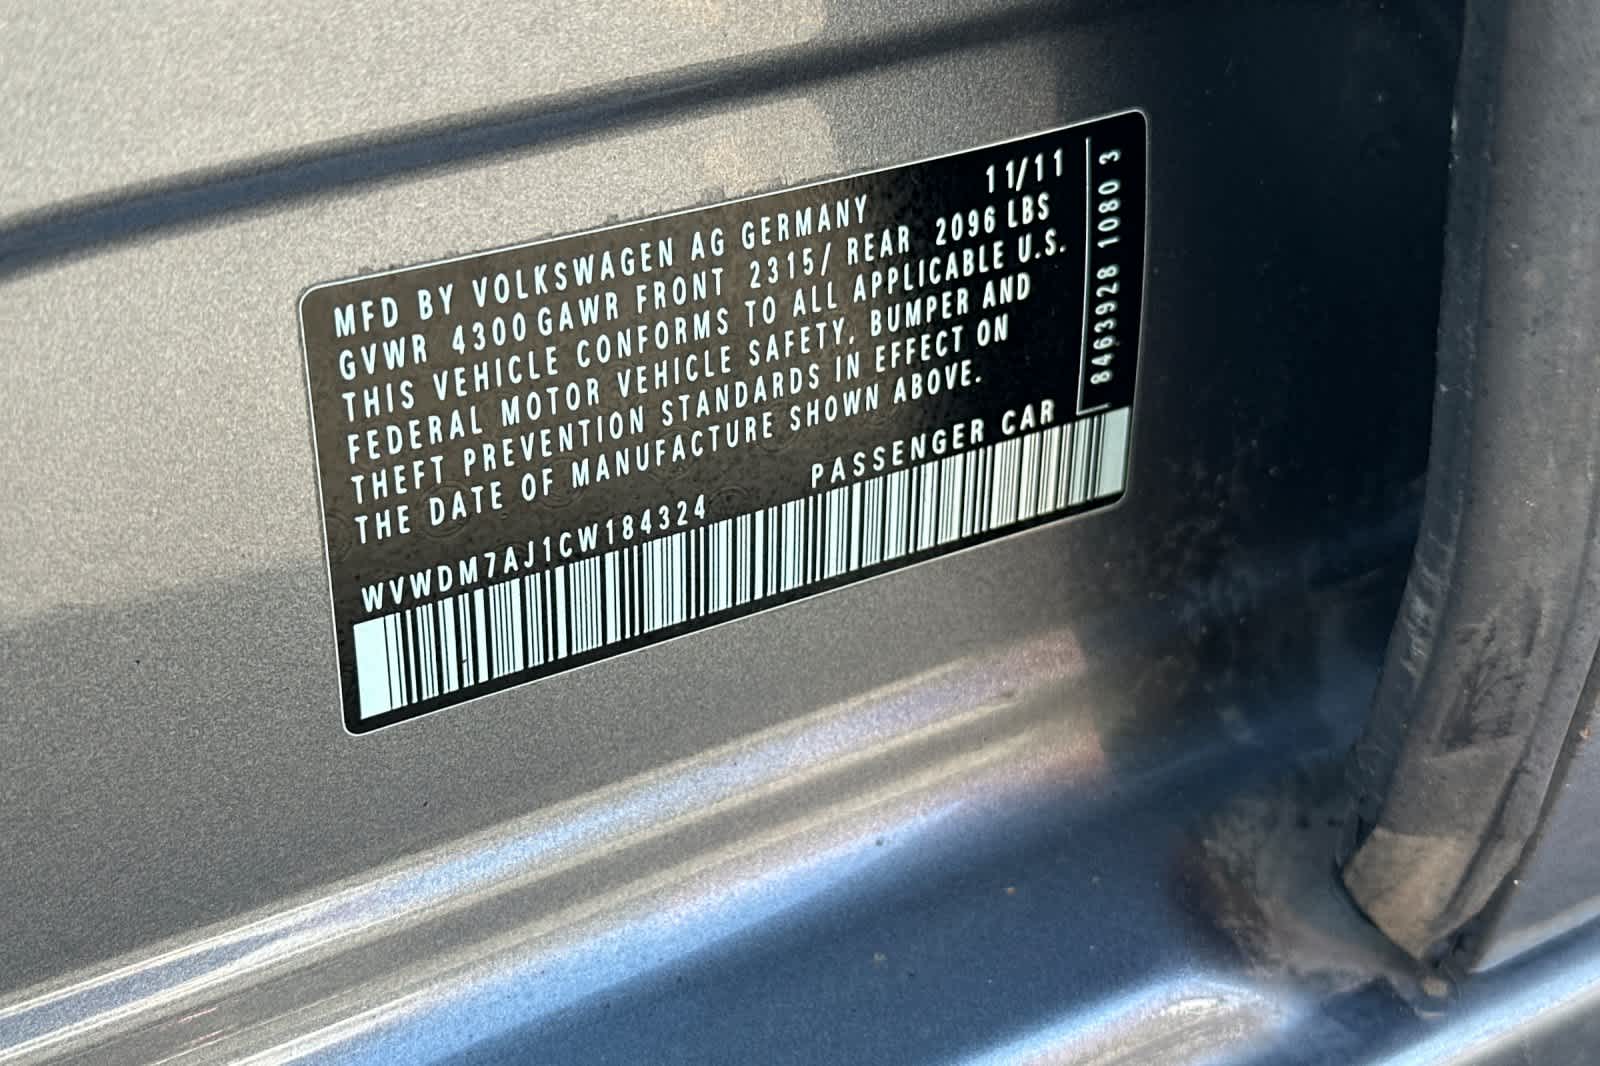 11/11
MFD BY VOLKSWAGEN AG GERMANY
GVWR 4300 GAWR FRONT 2315/ REAR 2096 LBS
THIS VEHICLE CONFORMS TO ALL APPLICABLE U.S.
FEDERAL MOTOR VEHICLE SAFETY, BUMPER AND
THEFT PREVENTION STANDARDS IN EFFECT ON
THE DATE OF MANUFACTURE SHOWN ABOVE.
WVWDM7AJ1CW184324 PASSENGER CAR
8463928 1080 3